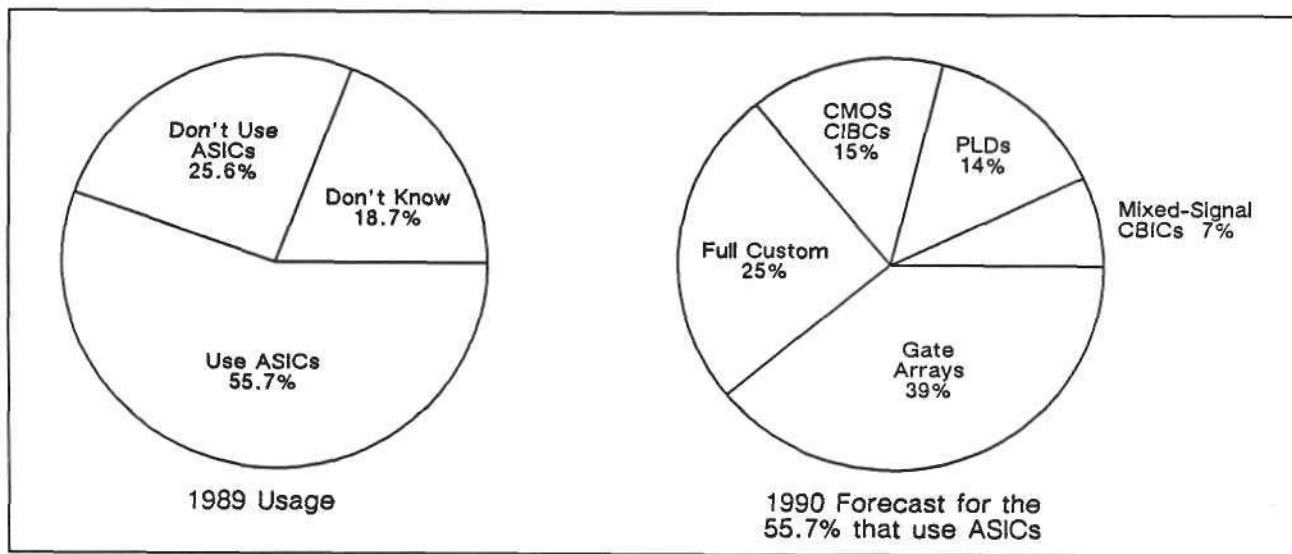 Don't Use
ASICs
25.6%
Don't Know
18.7%
Use ASICs
55.7%
1989 Usage
CMOS
CIBCs
15%
PLDs
14%
Mixed-Signal
CBICs 7%
Full Custom
25%
Gate
Arrays
39%
1990 Forecast for the
55.7% that use ASICs